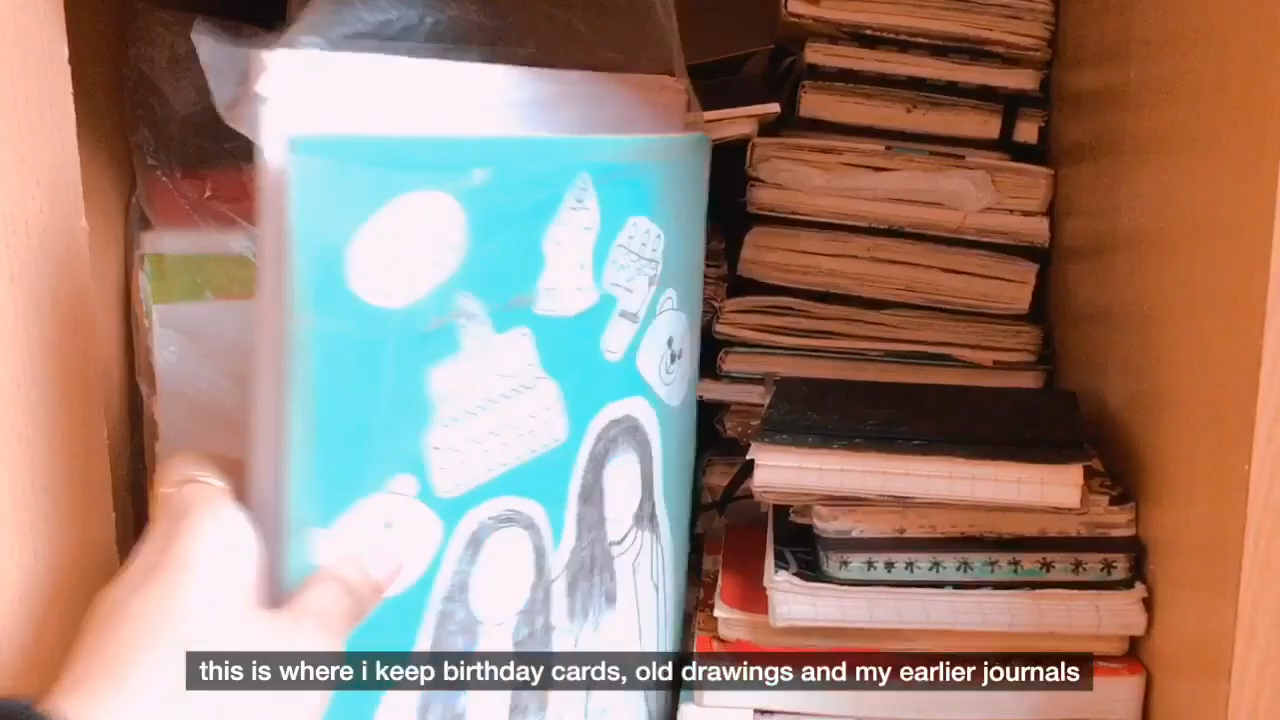 this is where i keep birthday cards, old drawings and my earlier journals